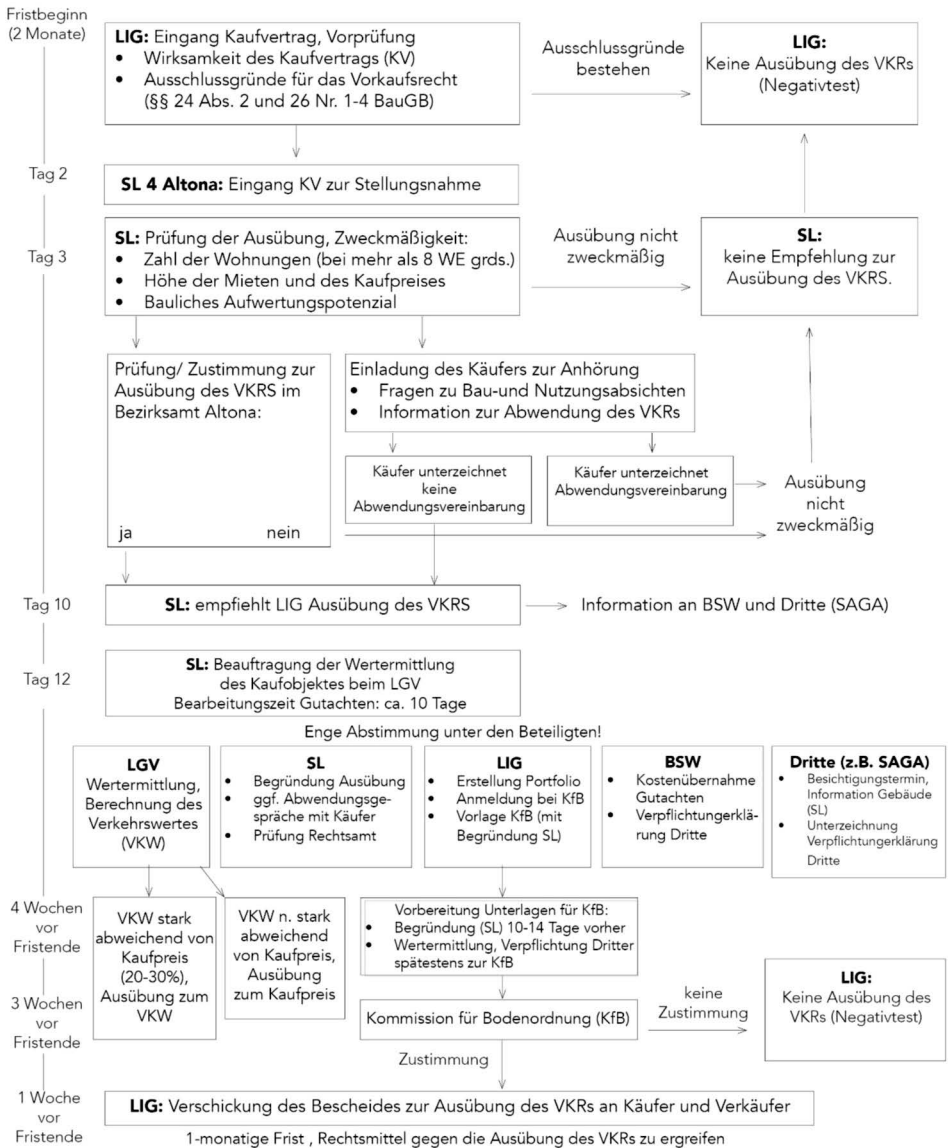 Fristbeginn
(2 Monate)
LIG: Eingang Kaufvertrag, Vorprüfung
• Wirksamkeit des Kaufvertrags (KV)
• Ausschlussgründe für das Vorkaufsrecht
(§§ 24 Abs. 2 und 26 Nr. 1-4 BauGB)
Ausschlussgründe
bestehen
LIG:
Keine Ausübung des VKRs
(Negativtest)
Tag 2
SL 4 Altona: Eingang KV zur Stellungsnahme
Tag 3
SL: Prüfung der Ausübung, Zweckmäßigkeit:
• Zahl der Wohnungen (bei mehr als 8 WE grds.)
• Höhe der Mieten und des Kaufpreises
• Bauliches Aufwertungspotenzial
Ausübung nicht
zweckmäßig
SL:
keine Empfehlung zur
Ausübung des VKRS.
Prüfung/ Zustimmung zur
Ausübung des VKRS im
Bezirksamt Altona:
ja nein
Einladung des Käufers zur Anhörung
• Fragen zu Bau-und Nutzungsabsichten
• Information zur Abwendung des VKRs
Käufer unterzeichnet
keine
Abwendungsvereinbarung
Käufer unterzeichnet
Abwendungsvereinbarung
Ausübung
nicht
zweckmäßig
Tag 10
SL: empfiehlt LIG Ausübung des VKRS
Information an BSW und Dritte (SAGA)
Tag 12
SL: Beauftragung der Wertermittlung
des Kaufobjektes beim LGV
Bearbeitungszeit Gutachten: ca. 10 Tage
Enge Abstimmung unter den Beteiligten!
LGV
Wertermittlung,
Berechnung des
Verkehrswertes
(VKW)
SL
• Begründung Ausübung
• ggf. Abwendungsge-
spräche mit Käufer
• Prüfung Rechtsamt
LIG
• Erstellung Portfolio
• Anmeldung bei KfB
• Vorlage KfB (mit
Begründung SL)
BSW
• Kostenübernahme
Gutachten
• Verpflichtungerklä-
rung Dritte
Dritte (z.B. SAGA)
• Besichtigungstermin,
Information Gebäude
(SL)
• Unterzeichnung
Verpflichtungerklärung
Dritte
4 Wochen
vor
Fristende
VKW stark
abweichend von
Kaufpreis
(20-30%),
Ausübung zum
VKW
VKW n. stark
abweichend
von Kaufpreis,
Ausübung
zum Kaufpreis
Vorbereitung Unterlagen für KfB:
• Begründung (SL) 10-14 Tage vorher
• Wertermittlung, Verpflichtung Dritter
spätestens zur KfB
3 Wochen
vor
Fristende
Kommission für Bodenordnung (KfB)
keine
Zustimmung
LIG:
Keine Ausübung des
VKRs (Negativtest)
Zustimmung
1 Woche
vor
Fristende
LIG: Verschickung des Bescheides zur Ausübung des VKRs an Käufer und Verkäufer
1-monatige Frist , Rechtsmittel gegen die Ausübung des VKRs zu ergreifen